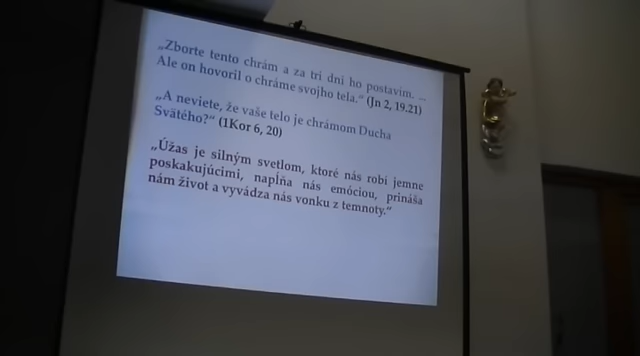 „Zborte tento chrám a za tri dni ho postavím. ...
Ale on hovoril o chráme svojho tela.“ (Jn 2, 19.21)
„A neviete, že vaše telo je chrámom Ducha
Svätého?“ (1Kor 6, 20)
„Úžas je silným svetlom, ktoré nás robí jemne
poskakujúcimi, napĺňa nás emóciou, prináša
nám život a vyvádza nás vonku z temnoty.“